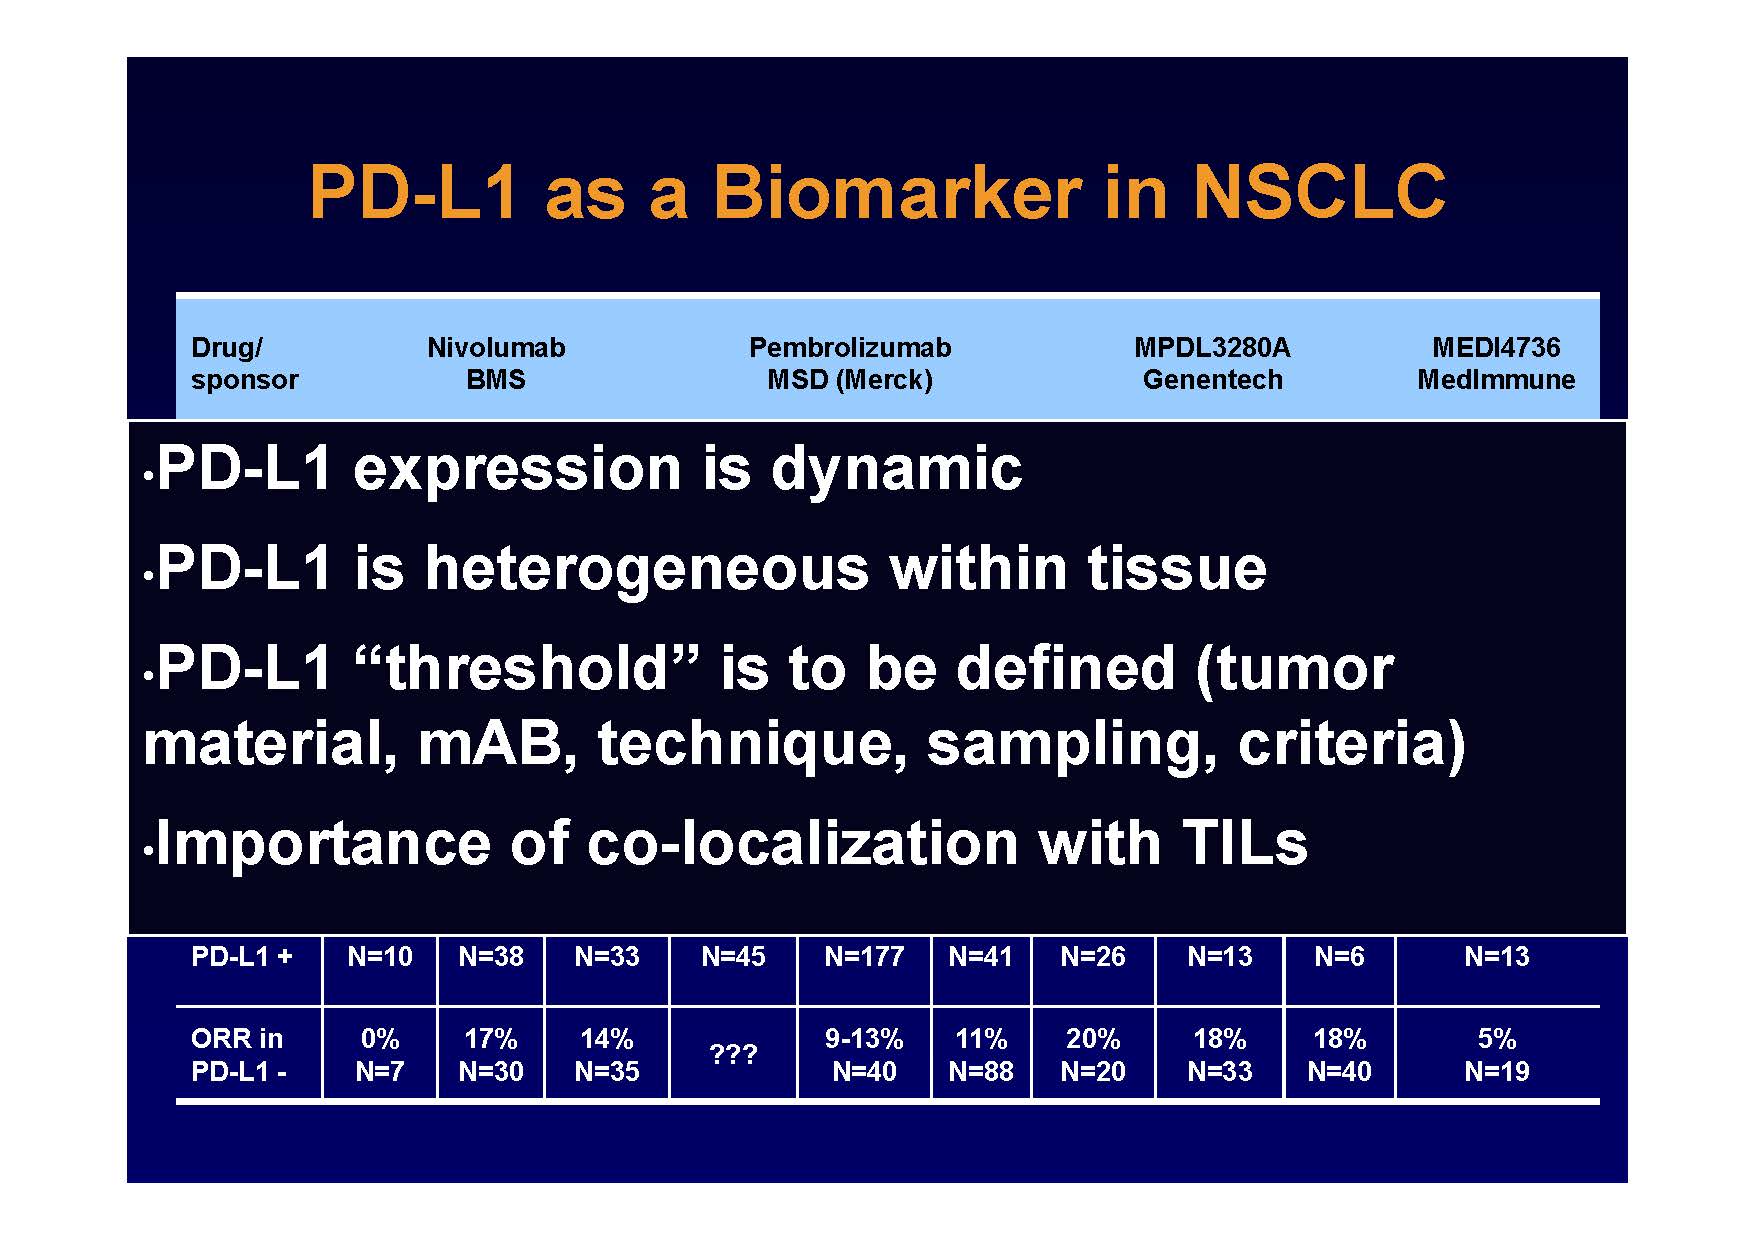 PD-L1 as a Biomarker in NSCLC
Drug/ Nivolumab Pembrolizumab MPDL3280A MEDI4736
sponsor BMS MSD (Merck) Genentech MedImmune
•PD-L1 expression is dynamic
•PD-L1 is heterogeneous within tissue
•PD-L1 “threshold” is to be defined (tumor
material, mAB, technique, sampling, criteria)
•Importance of co-localization with TILs
PD-L1 + N=10 N=38 N=33 N=45 N=177 N=41 N=26 N=13 N=6 N=13
ORR in 0% 17% 14% ??? 9-13% 11% 20% 18% 18% 5%
PD-L1 - N=7 N=30 N=35 N=40 N=88 N=20 N=33 N=40 N=19